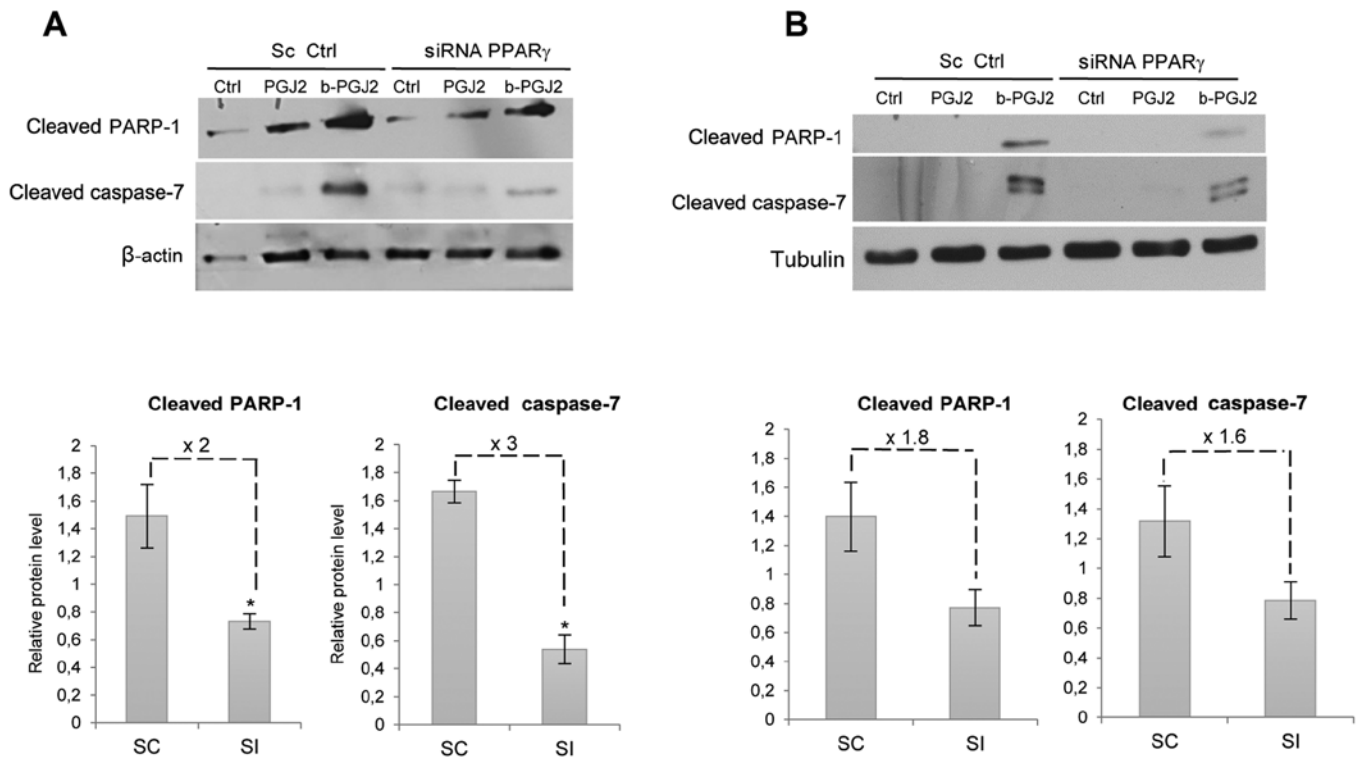 A
Sc Ctrl siRNA PPARγ
Ctrl PGJ2 b-PGJ2 Ctrl PGJ2 b-PGJ2
Cleaved PARP-1
Cleaved caspase-7
β-actin
B
Sc Ctrl siRNA PPARγ
Ctrl PGJ2 b-PGJ2 Ctrl PGJ2 b-PGJ2
Cleaved PARP-1
Cleaved caspase-7
Tubulin
Cleaved PARP-1
x 2
Relative protein level
2
1,8
1,6
1,4
1,2
1
0,8
0,6
0,4
0,2
0
*
SC SI
Cleaved caspase-7
x 3
Relative protein level
2
1,8
1,6
1,4
1,2
1
0,8
0,6
0,4
0,2
0
*
SC SI
Cleaved PARP-1
x 1.8
2
1,8
1,6
1,4
1,2
1
0,8
0,6
0,4
0,2
0
SC SI
Cleaved caspase-7
x 1.6
2
1,8
1,6
1,4
1,2
1
0,8
0,6
0,4
0,2
0
SC SI